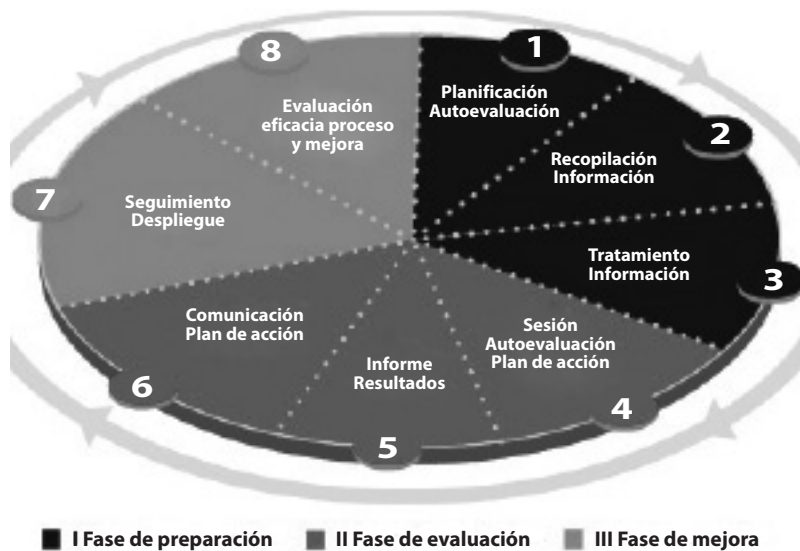 1
Planificación
Autoevaluación
2
Recopilación
Información
3
Tratamiento
Información
4
Sesión
Autoevaluación
Plan de acción
5
Informe
Resultados
6
Comunicación
Plan de acción
7
Seguimiento
Despliegue
8
Evaluación
eficacia proceso
y mejora
I Fase de preparación
II Fase de evaluación
III Fase de mejora